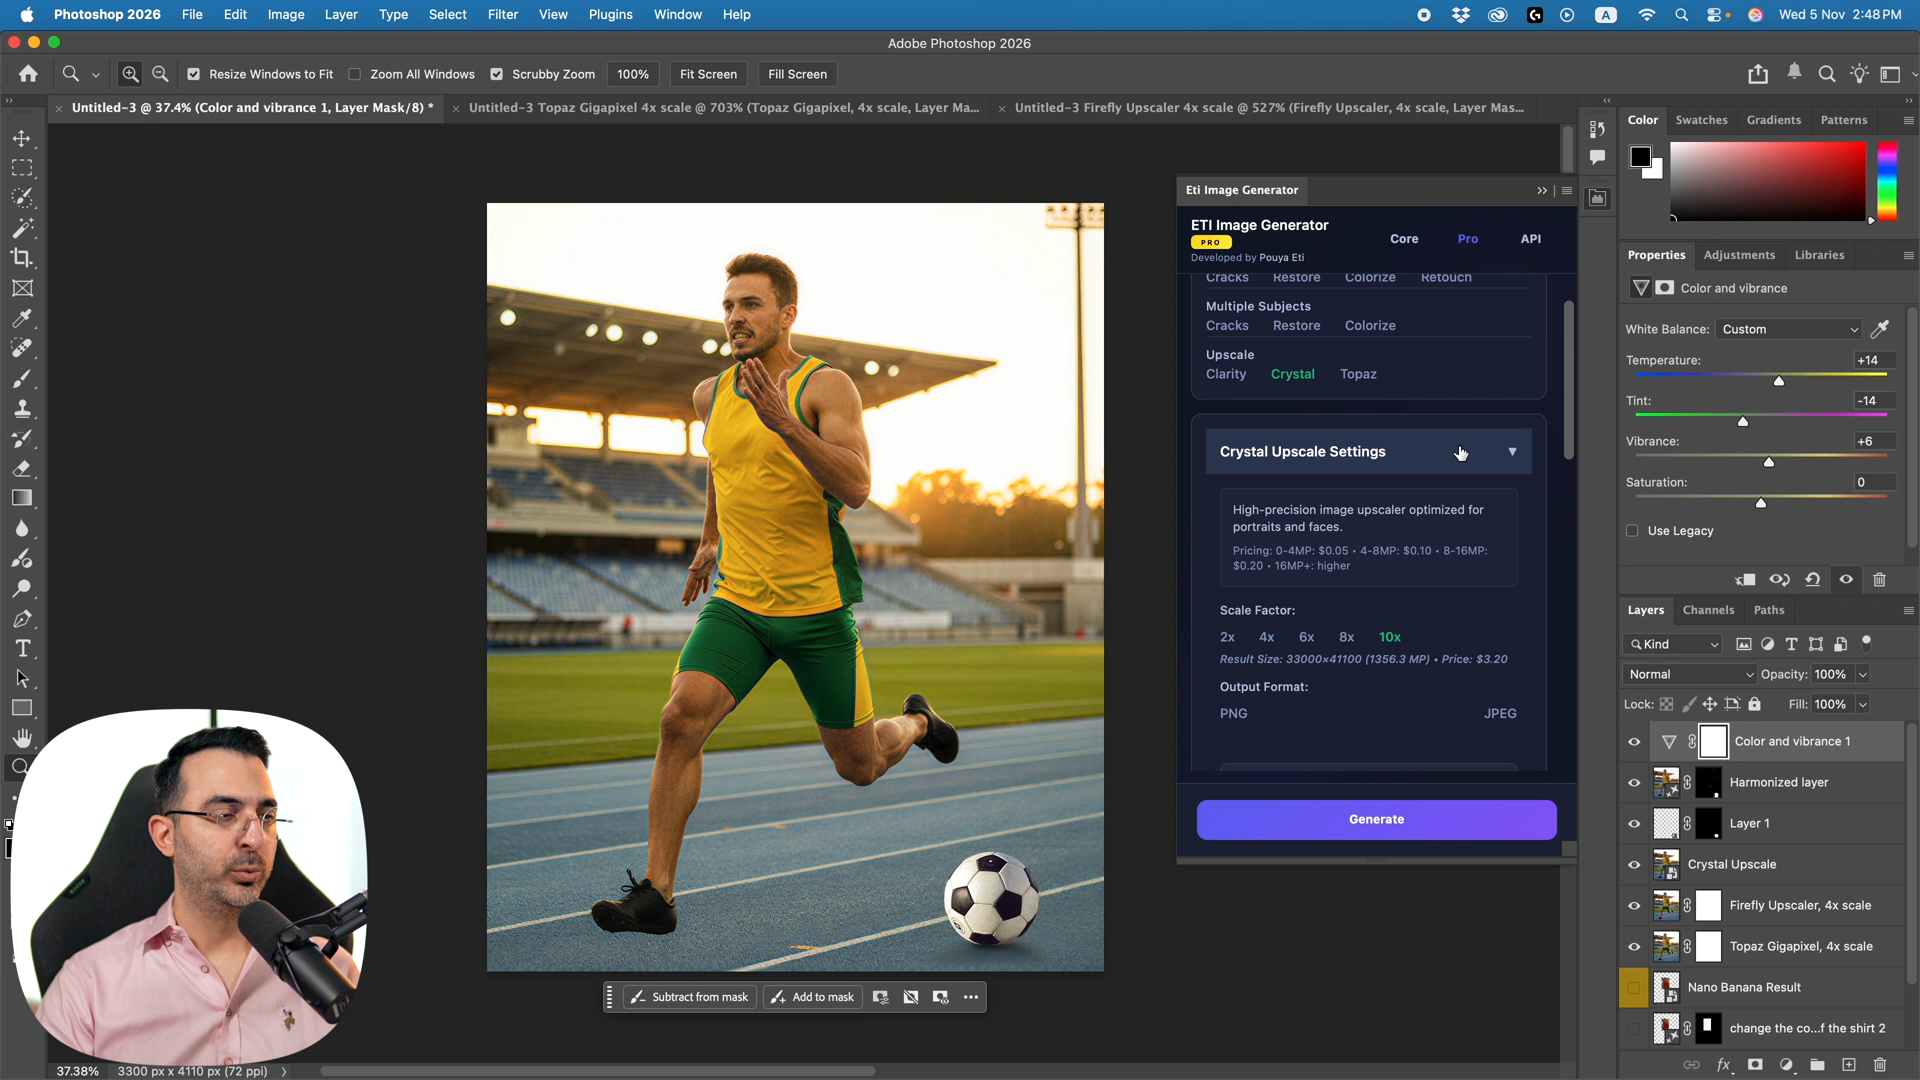 Photoshop 2026 File Edit Image Layer Type Select Filter View Plugins Window Help
A Wed 5 Nov 2:48 PM
Adobe Photoshop 2026
Resize Windows to Fit Zoom All Windows Scrubby Zoom 100% Fit Screen Fill Screen
Untitled-3 @ 37.4% (Color and vibrance 1, Layer Mask/8) *
Untitled-3 Topaz Gigapixel 4x scale @ 703% (Topaz Gigapixel, 4x scale, Layer Ma...
Untitled-3 Firefly Upscaler 4x scale @ 527% (Firefly Upscaler, 4x scale, Layer Mas...
Eti Image Generator
ETI Image Generator
PRO
Developed by Pouya Eti
Core Pro API
Cracks Restore Colorize Retouch
Multiple Subjects
Cracks Restore Colorize
Upscale
Clarity Crystal Topaz
Crystal Upscale Settings
High-precision image upscaler optimized for
portraits and faces.
Pricing: 0-4MP: $0.05 • 4-8MP: $0.10 • 8-16MP:
$0.20 • 16MP+: higher
Scale Factor:
2x 4x 6x 8x 10x
Result Size: 33000×41100 (1356.3 MP) • Price: $3.20
Output Format:
PNG JPEG
Generate
Subtract from mask Add to mask
37.38% 3300 px x 4110 px (72 ppi)
Color Swatches Gradients Patterns
Properties Adjustments Libraries
Color and vibrance
White Balance: Custom
Temperature: +14
Tint: -14
Vibrance: +6
Saturation: 0
Use Legacy
Layers Channels Paths
Kind
Normal Opacity: 100%
Lock: Fill: 100%
Color and vibrance 1
Harmonized layer
Layer 1
Crystal Upscale
Firefly Upscaler, 4x scale
Topaz Gigapixel, 4x scale
Nano Banana Result
change the co...f the shirt 2